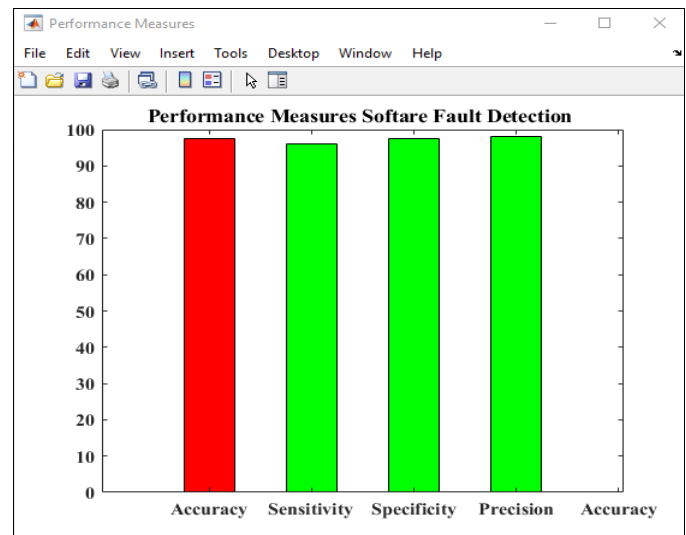 Performance Measures
File Edit View Insert Tools Desktop Window Help
Performance Measures Softare Fault Detection
100
90
80
70
60
50
40
30
20
10
0
Accuracy Sensitivity Specificity Precision Accuracy